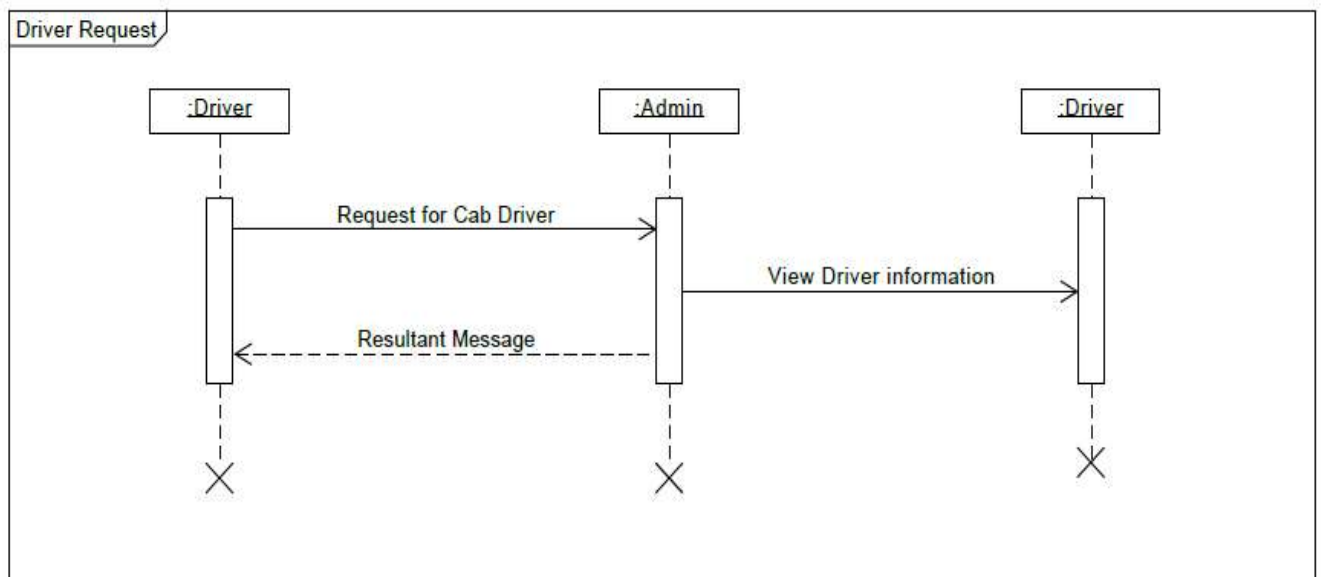 Driver Request
:Driver
:Admin
:Driver
Request for Cab Driver
View Driver information
Resultant Message